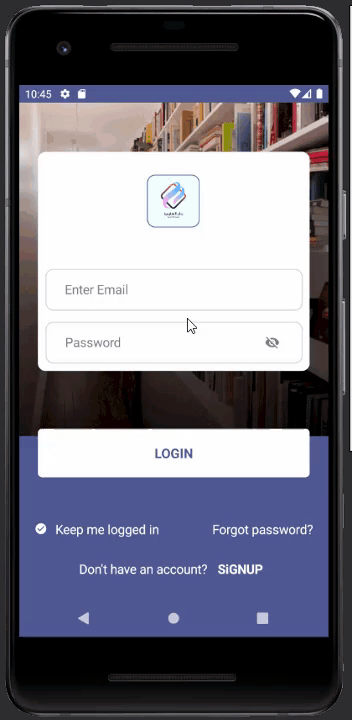 10:45
Enter Email
Password
LOGIN
Keep me logged in Forgot password?
Don't have an account? SiGNUP